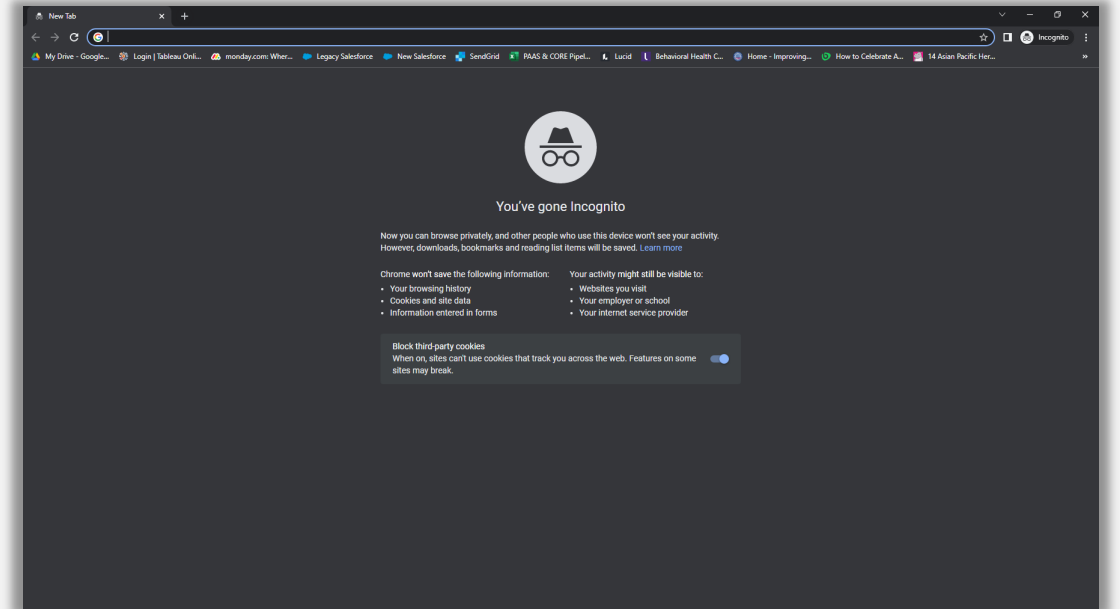 New Tab
Incognito
My Drive - Google...
Login | Tableau Onli...
monday.com: Wher...
Legacy Salesforce
New Salesforce
SendGrid
PAAS & CORE Pipel...
Lucid
Behavioral Health C...
Home - Improving...
How to Celebrate A...
14 Asian Pacific Her...
You've gone Incognito
Now you can browse privately, and other people who use this device won't see your activity.
However, downloads, bookmarks and reading list items will be saved. Learn more
Chrome won't save the following information:
• Your browsing history
• Cookies and site data
• Information entered in forms
Your activity might still be visible to:
• Websites you visit
• Your employer or school
• Your internet service provider
Block third-party cookies
When on, sites can't use cookies that track you across the web. Features on some
sites may break.